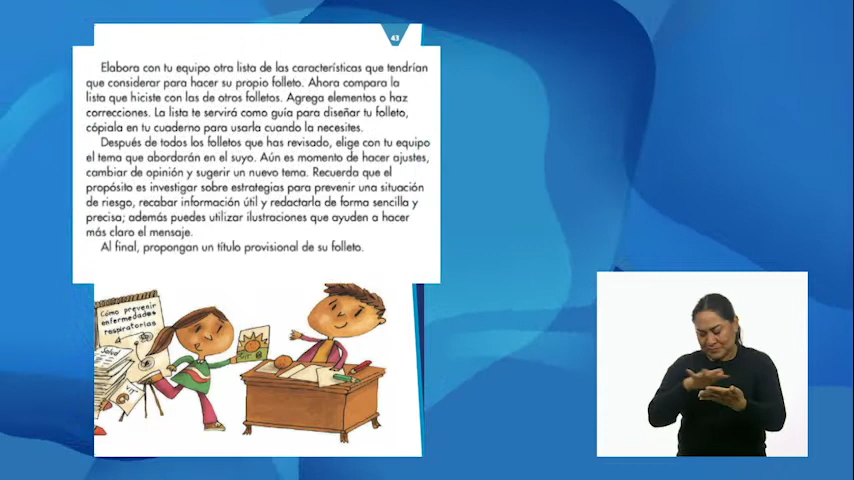 43
Elabora con tu equipo otra lista de las características que tendrían
que considerar para hacer su propio folleto. Ahora compara la
lista que hiciste con las de otros folletos. Agrega elementos o haz
correcciones. La lista te servirá como guía para diseñar tu folleto,
cópiala en tu cuaderno para usarla cuando la necesites.
Después de todos los folletos que has revisado, elige con tu equipo
el tema que abordarán en el suyo. Aún es momento de hacer ajustes,
cambiar de opinión y sugerir un nuevo tema. Recuerda que el
propósito es investigar sobre estrategias para prevenir una situación
de riesgo, recabar información útil y redactarla de forma sencilla y
precisa; además puedes utilizar ilustraciones que ayuden a hacer
más claro el mensaje.
Al final, propongan un título provisional de su folleto.
Cómo prevenir
enfermedades
respiratorias
Salud
VIT
VIT